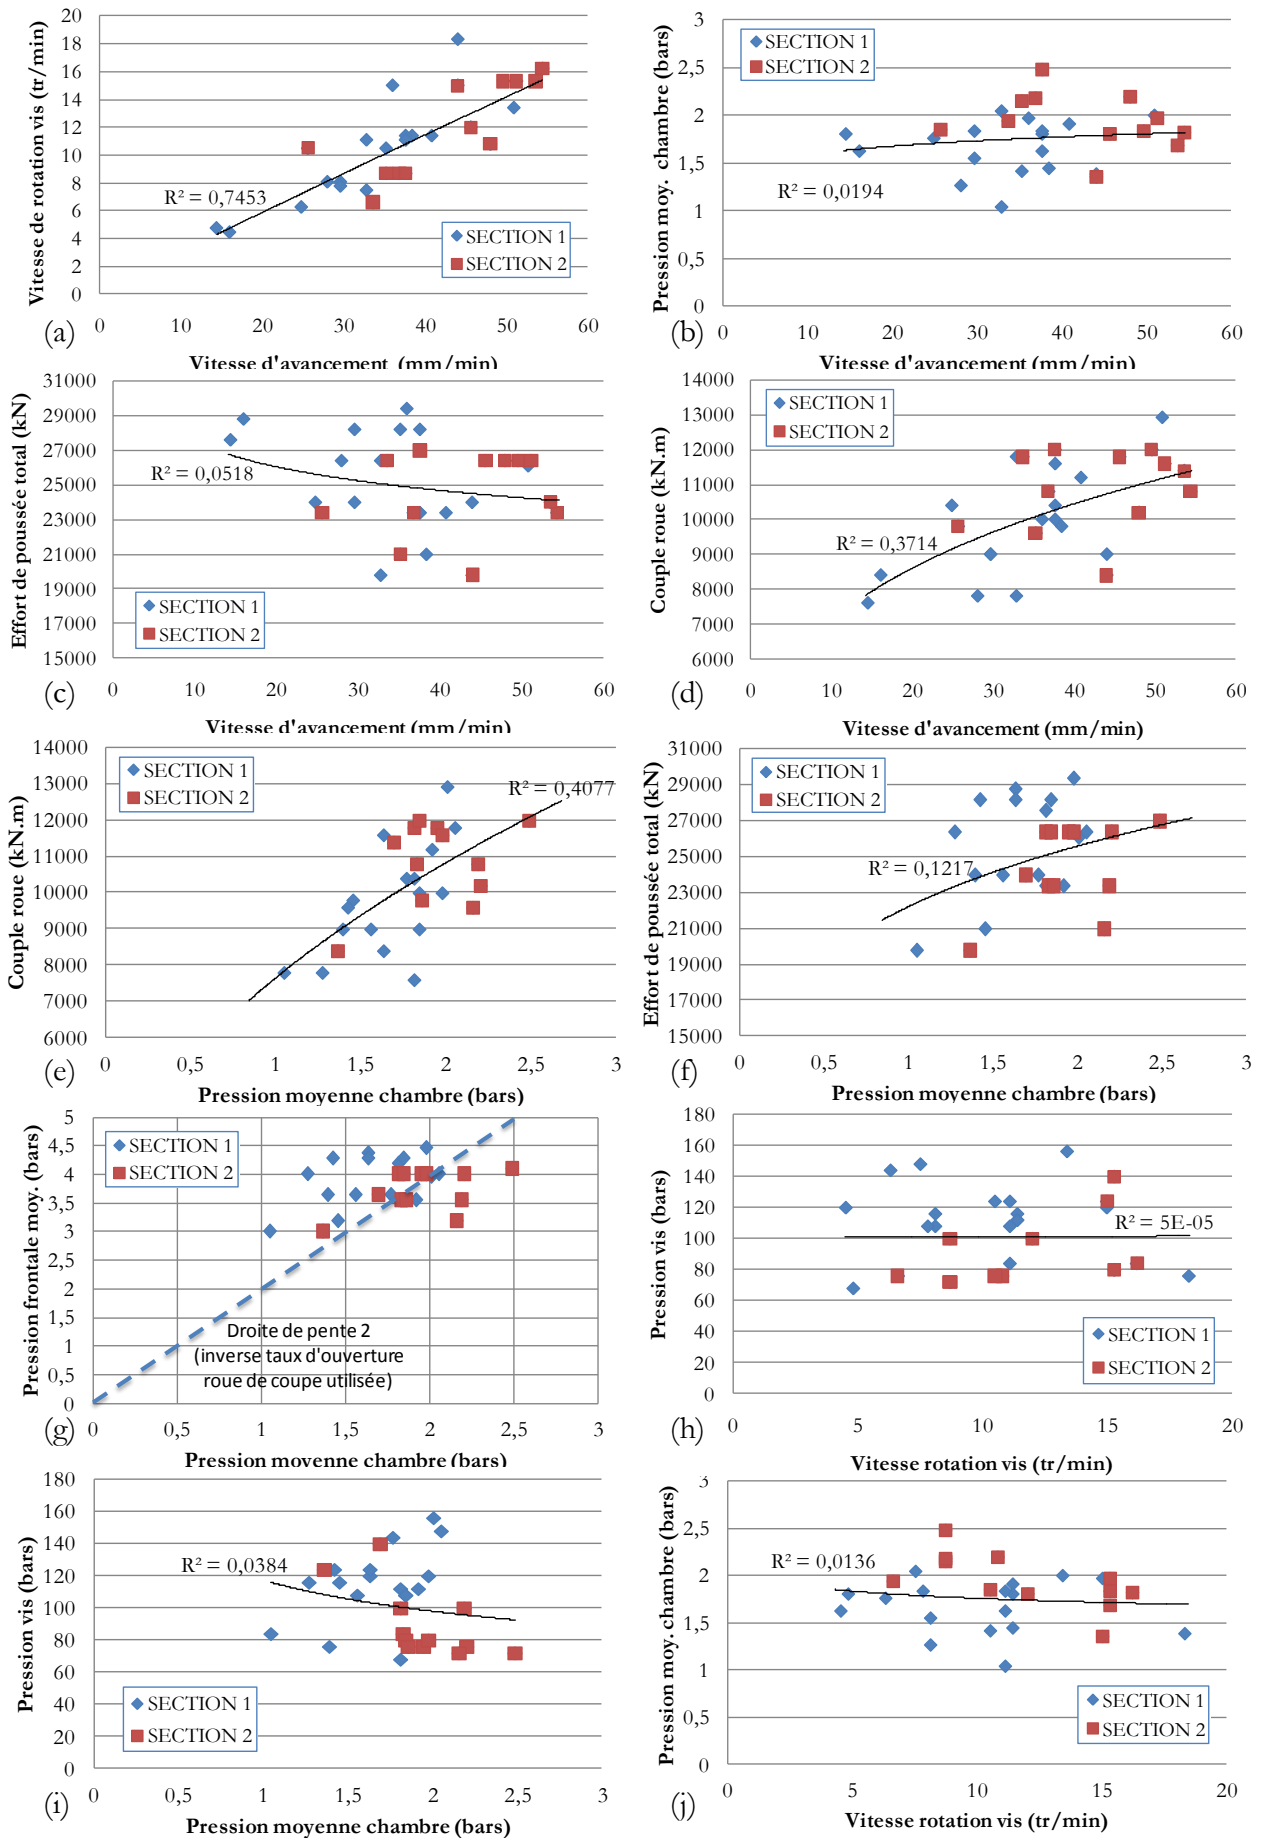 Vitesse de rotation vis (tr/min)
20
18
16
14
12
10
8
6
4
2
0
R² = 0,7453
SECTION 1
SECTION 2
0 10 20 30 40 50 60
(a)
Vitesse d'avancement (mm/min)
Pression moy. chambre (bars)
3
2,5
2
1,5
1
0,5
0
SECTION 1
SECTION 2
R² = 0,0194
0 10 20 30 40 50 60
(b)
Vitesse d'avancement (mm/min)
Effort de poussée total (kN)
31000
29000
27000
25000
23000
21000
19000
17000
15000
R² = 0,0518
SECTION 1
SECTION 2
0 10 20 30 40 50 60
(c)
Vitesse d'avancement (mm/min)
Couple roue (kN.m)
14000
13000
12000
11000
10000
9000
8000
7000
6000
SECTION 1
SECTION 2
R² = 0,3714
0 10 20 30 40 50 60
(d)
Vitesse d'avancement (mm/min)
Couple roue (kN.m)
14000
13000
12000
11000
10000
9000
8000
7000
6000
SECTION 1
SECTION 2
R² = 0,4077
0 0,5 1 1,5 2 2,5 3
(e)
Pression moyenne chambre (bars)
Effort de poussée total (kN)
31000
29000
27000
25000
23000
21000
19000
17000
15000
SECTION 1
SECTION 2
R² = 0,1217
0 0,5 1 1,5 2 2,5 3
(f)
Pression moyenne chambre (bars)
Pression frontale moy. (bars)
5
4,5
4
3,5
3
2,5
2
1,5
1
0,5
0
SECTION 1
SECTION 2
Droite de pente 2
(inverse taux d'ouverture
roue de coupe utilisée)
0 0,5 1 1,5 2 2,5 3
(g)
Pression moyenne chambre (bars)
Pression vis (bars)
180
160
140
120
100
80
60
40
20
0
R² = 5E-05
SECTION 1
SECTION 2
0 5 10 15 20
(h)
Vitesse rotation vis (tr/min)
Pression vis (bars)
180
160
140
120
100
80
60
40
20
0
R² = 0,0384
SECTION 1
SECTION 2
0 0,5 1 1,5 2 2,5 3
(i)
Pression moyenne chambre (bars)
Pression moy. chambre (bars)
3
2,5
2
1,5
1
0,5
0
R² = 0,0136
SECTION 1
SECTION 2
0 5 10 15 20
(j)
Vitesse rotation vis (tr/min)